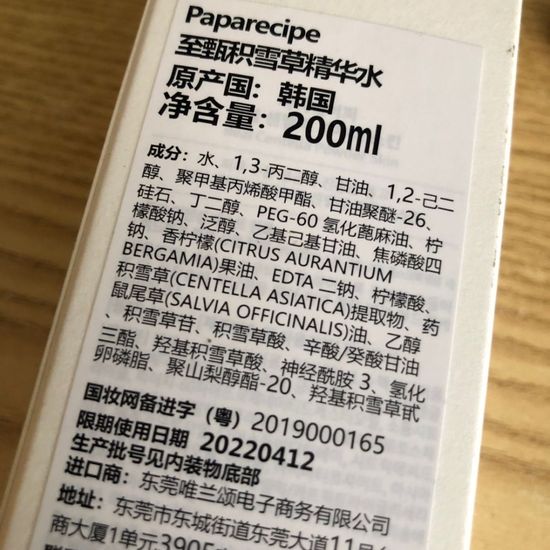 Paparecipe
至甄积雪草精华水
原产国：韩国
净含量：200ml
成分：水、1,3-丙二醇、甘油、1,2-己二
醇、聚甲基丙烯酸甲酯、甘油聚醚-26、
硅石、丁二醇、PEG-60 氢化蓖麻油、柠
檬酸钠、泛醇、乙基己基甘油、焦磷酸四
钠、香柠檬(CITRUS AURANTIUM
BERGAMIA)果油、EDTA 二钠、柠檬酸、
积雪草(CENTELLA ASIATICA)提取物、药
鼠尾草(SALVIA OFFICINALIS)油、乙醇
、积雪草苷、积雪草酸、辛酸/癸酸甘油
三酯、羟基积雪草酸、神经酰胺 3、氢化
卵磷脂、聚山梨醇酯-20、羟基积雪草甙
国妆网备进字（粤）2019000165
限期使用日期 20220412
生产批号见内装物底部
进口商：东莞唯兰颂电子商务有限公司
地址：东莞市东城街道东莞大道11号
商大厦1单元3905